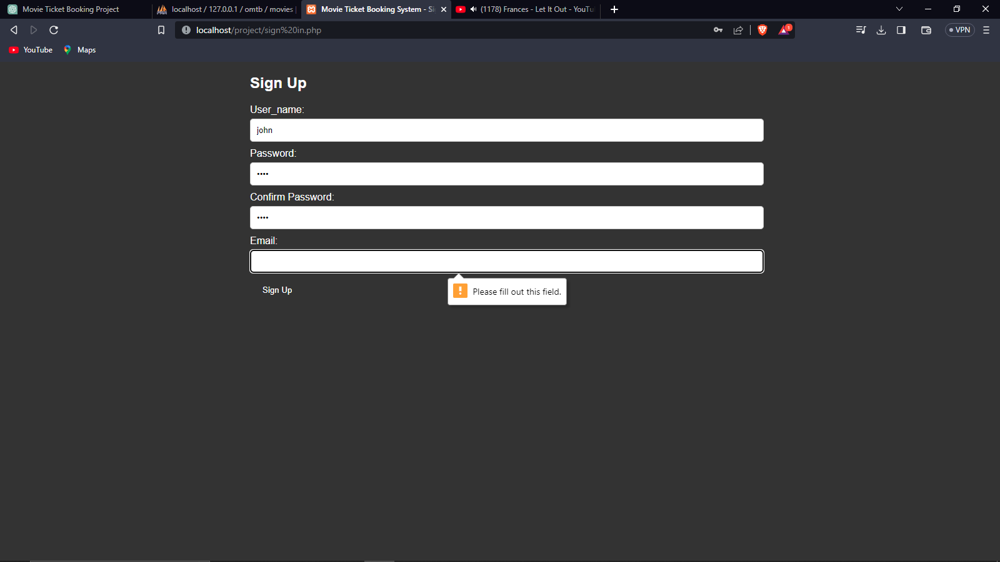 Movie Ticket Booking Project
localhost / 127.0.0.1 / omtb / movies
Movie Ticket Booking System - Si
(1178) Frances - Let It Out - YouTu
localhost/project/sign%20in.php
1
VPN
YouTube
Maps
Sign Up
User_name:
john
Password:
••••
Confirm Password:
••••
Email:
Please fill out this field.
Sign Up